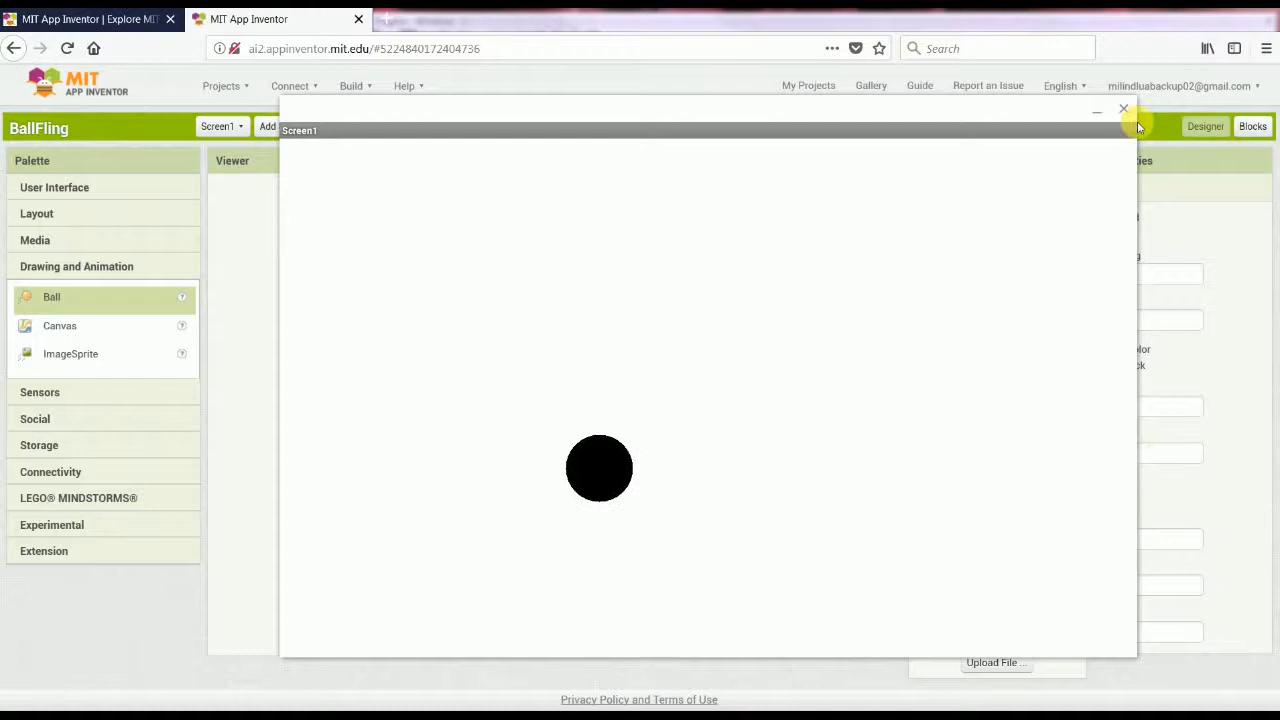 MIT App Inventor | Explore MIT
MIT App Inventor
ai2.appinventor.mit.edu/#5224840172404736
Search
MIT
APP INVENTOR
Projects
Connect
Build
Help
My Projects
Gallery
Guide
Report an Issue
English
milindluabackup02@gmail.com
BallFling
Screen1
Add
Designer
Blocks
Screen1
Palette
Viewer
ties
User Interface
Layout
Media
Drawing and Animation
Ball
Canvas
ImageSprite
Sensors
Social
Storage
Connectivity
LEGO® MINDSTORMS®
Experimental
Extension
d
g
lor
ck
Upload File ...
Privacy Policy and Terms of Use